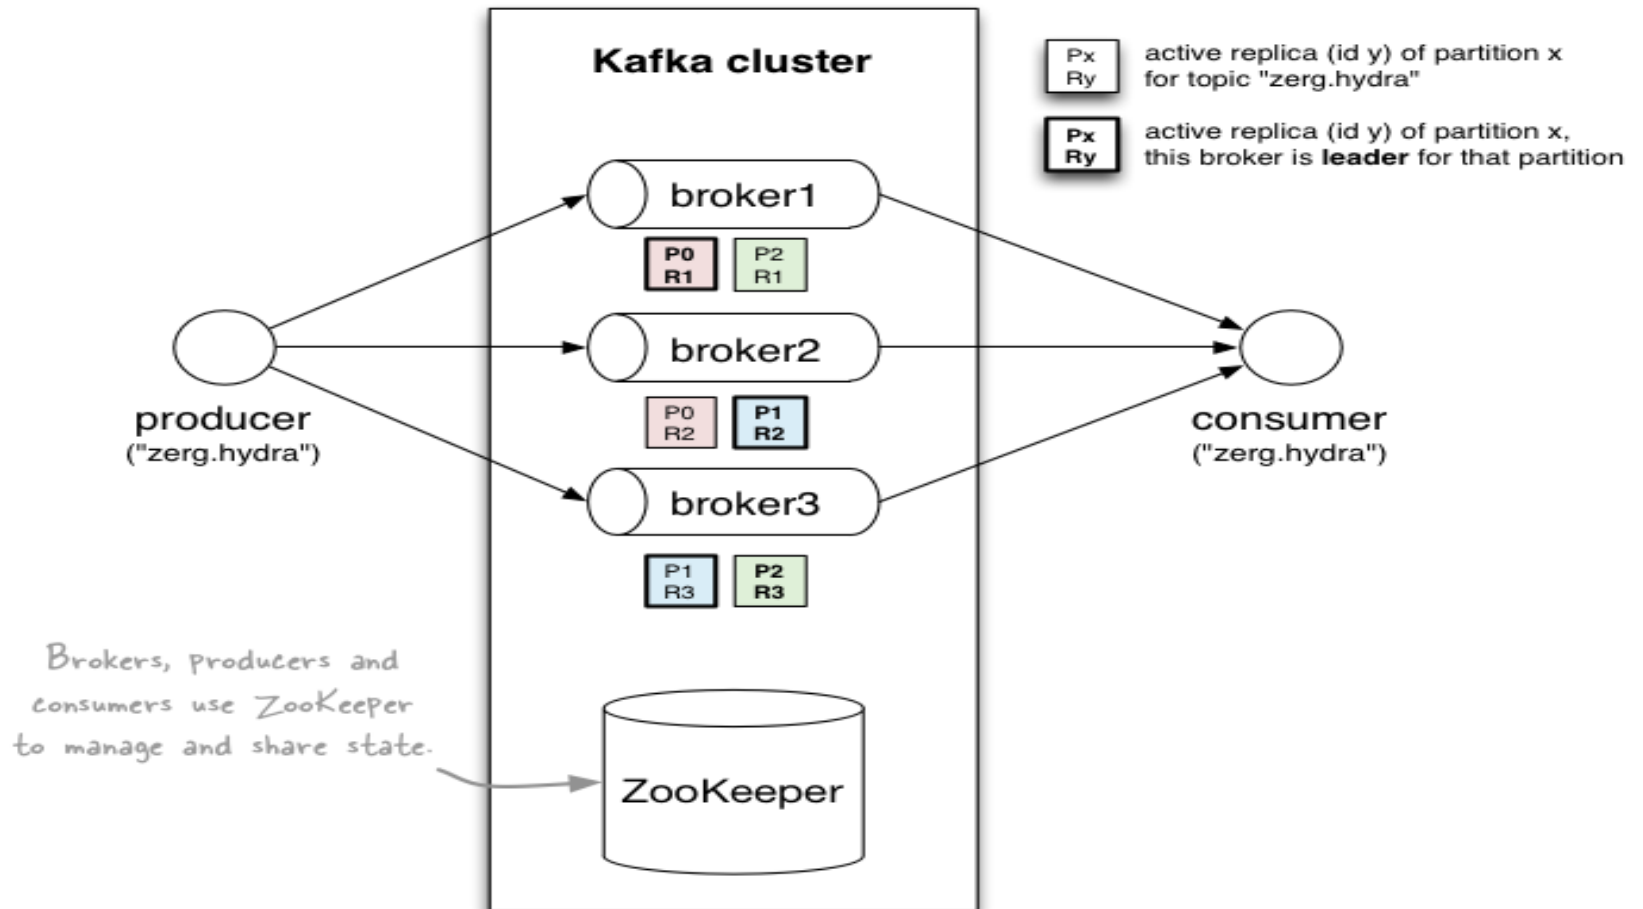 Kafka cluster
Px
Ry
active replica (id y) of partition x
for topic "zerg.hydra"
Px
Ry
active replica (id y) of partition x,
this broker is leader for that partition
broker1
P0
R1
P2
R1
broker2
P0
R2
P1
R2
broker3
P1
R3
P2
R3
producer
("zerg.hydra")
consumer
("zerg.hydra")
Brokers, producers and
consumers use ZooKeeper
to manage and share state.
ZooKeeper